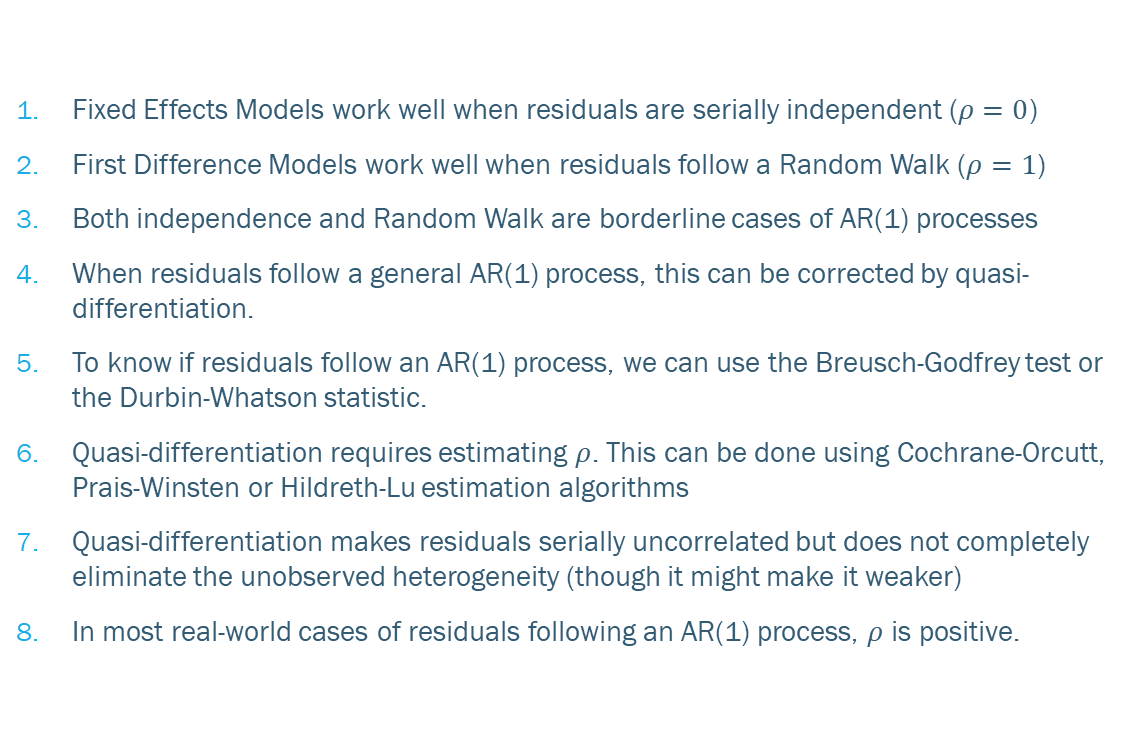 1. Fixed Effects Models work well when residuals are serially independent (ρ = 0)
2. First Difference Models work well when residuals follow a Random Walk (ρ = 1)
3. Both independence and Random Walk are borderline cases of AR(1) processes
4. When residuals follow a general AR(1) process, this can be corrected by quasi-
differentiation.
5. To know if residuals follow an AR(1) process, we can use the Breusch-Godfrey test or
the Durbin-Whatson statistic.
6. Quasi-differentiation requires estimating ρ. This can be done using Cochrane-Orcutt,
Prais-Winsten or Hildreth-Lu estimation algorithms
7. Quasi-differentiation makes residuals serially uncorrelated but does not completely
eliminate the unobserved heterogeneity (though it might make it weaker)
8. In most real-world cases of residuals following an AR(1) process, ρ is positive.